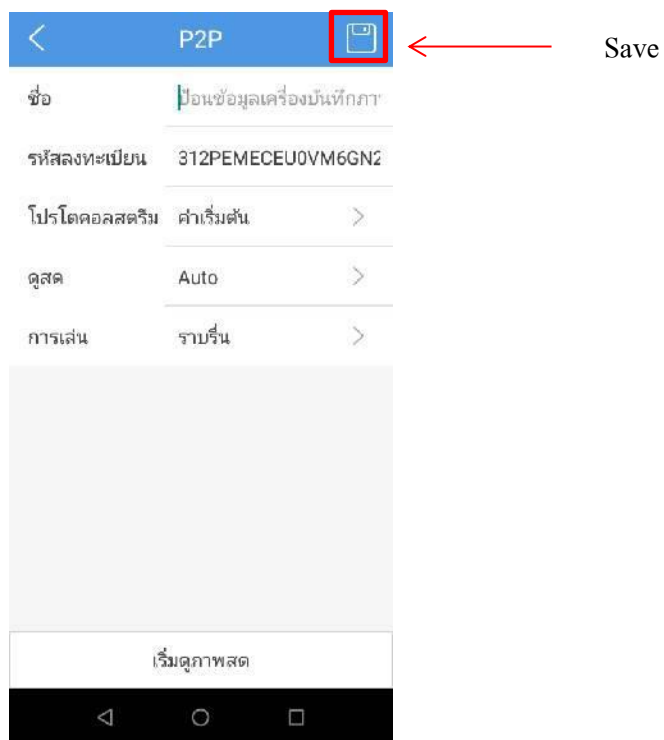 P2P
Save
ชื่อ ป้อนข้อมูลเครื่องบันทึกภา
รหัสลงทะเบียน 312PEMECEU0VM6GN2
โปรโตคอลสตรีม ค่าเริ่มต้น
ดูสด Auto
การเล่น ราบรื่น
เริ่มดูภาพสด